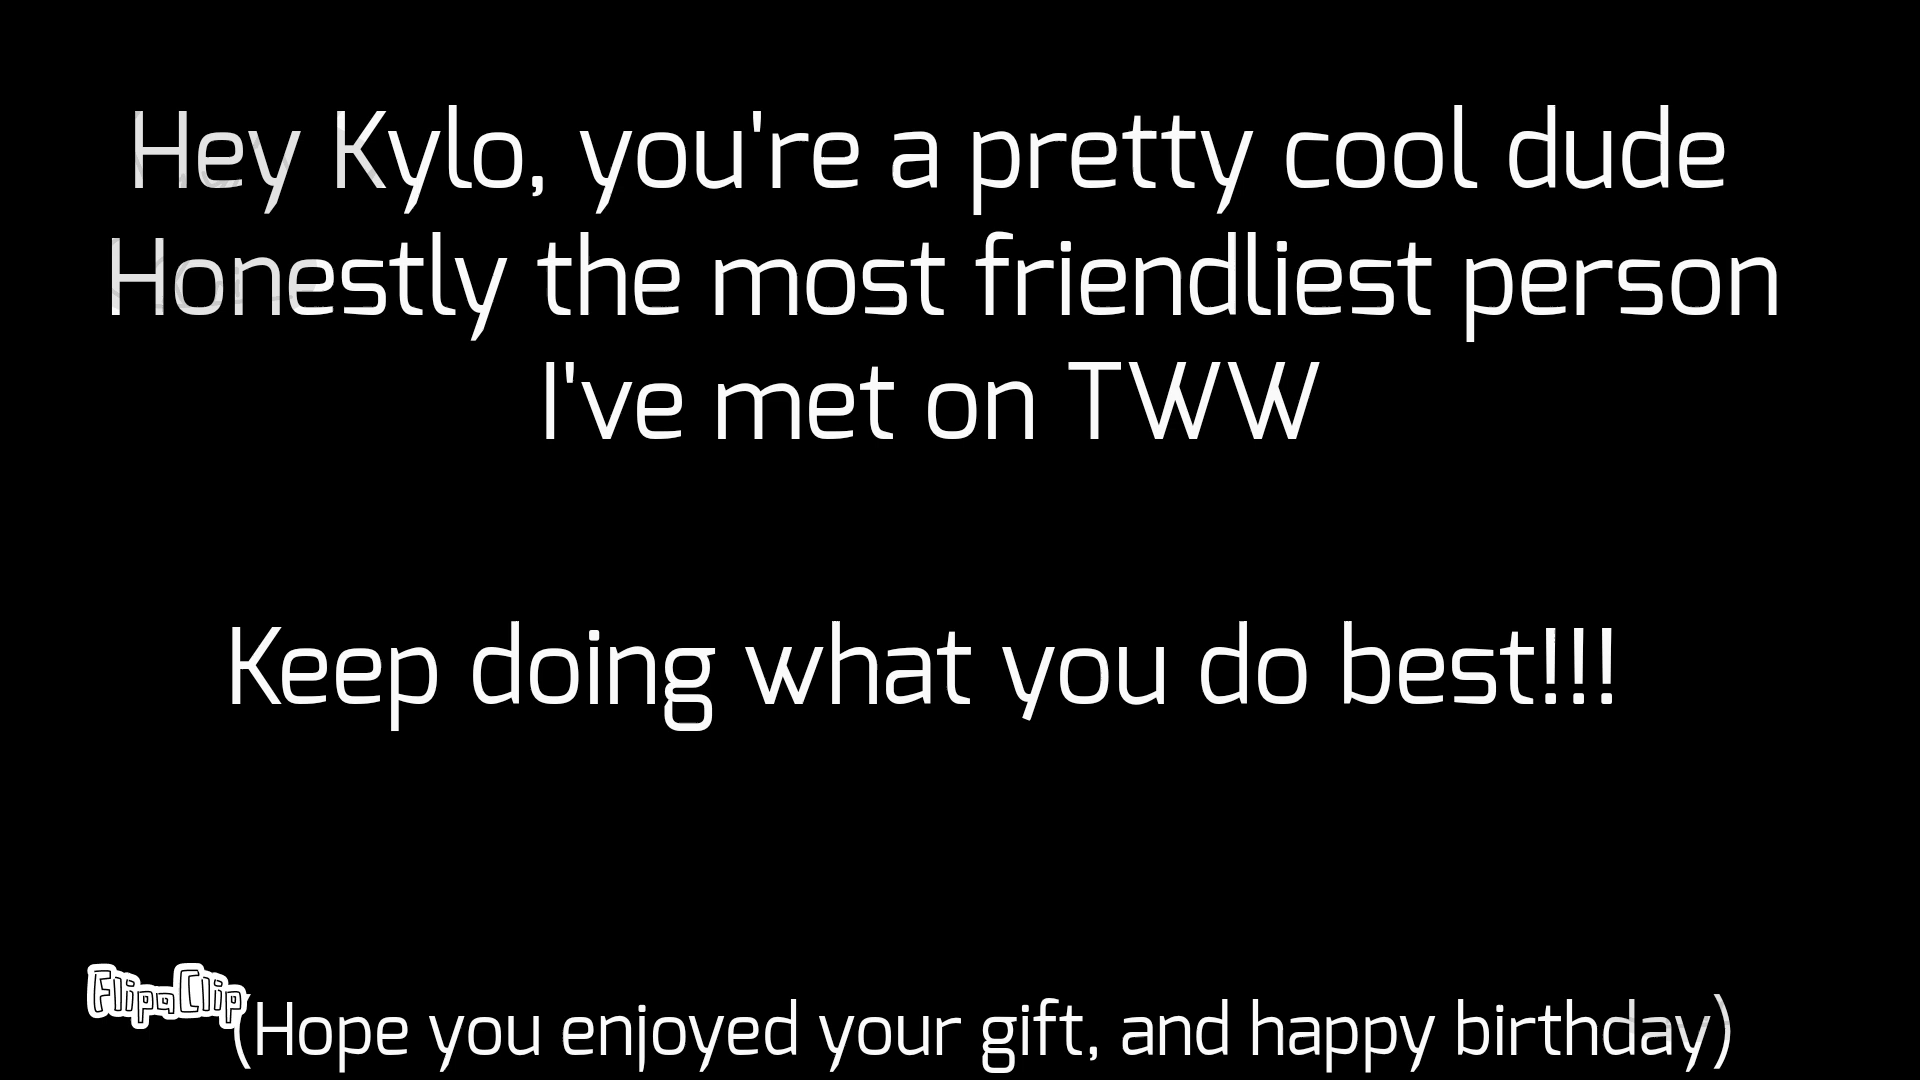 Hey Kylo, you're a pretty cool dude
Honestly the most friendliest person
I've met on TWW
Keep doing what you do best!!!
FlipaClip
(Hope you enjoyed your gift, and happy birthday)